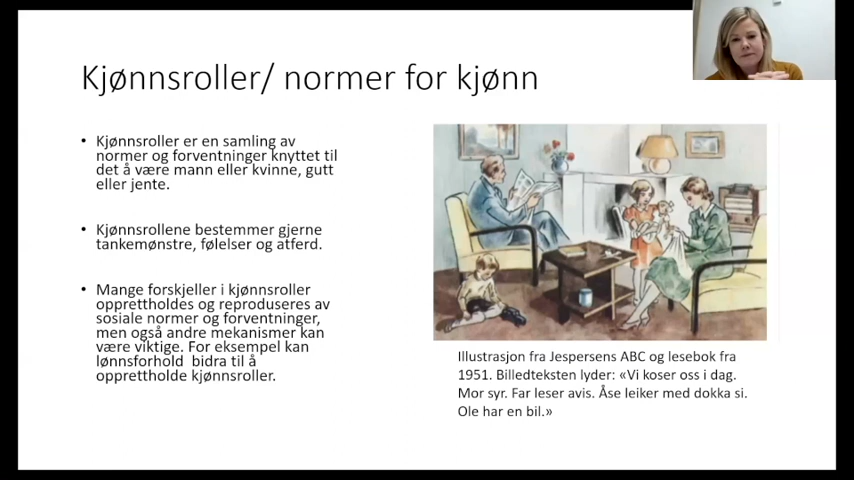 Kjønnsroller/ normer for kjønn
• Kjønnsroller er en samling av
normer og forventninger knyttet til
det å være mann eller kvinne, gutt
eller jente.
• Kjønnsrollene bestemmer gjerne
tankemønstre, følelser og atferd.
• Mange forskjeller i kjønnsroller
opprettholdes og reproduseres av
sosiale normer og forventninger,
men også andre mekanismer kan
være viktige. For eksempel kan
lønnsforhold bidra til å
opprettholde kjønnsroller.
Illustrasjon fra Jespersens ABC og lesebok fra
1951. Billedteksten lyder: «Vi koser oss i dag.
Mor syr. Far leser avis. Åse leiker med dokka si.
Ole har en bil.»